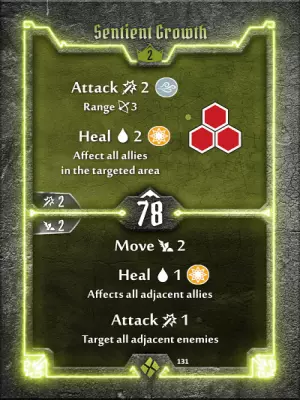 Sentient Growth
2
Attack 2
Range 3
Heal 2
Affect all allies
in the targeted area
2
78
2
Move 2
Heal 1
Affects all adjacent allies
Attack 1
Target all adjacent enemies
131